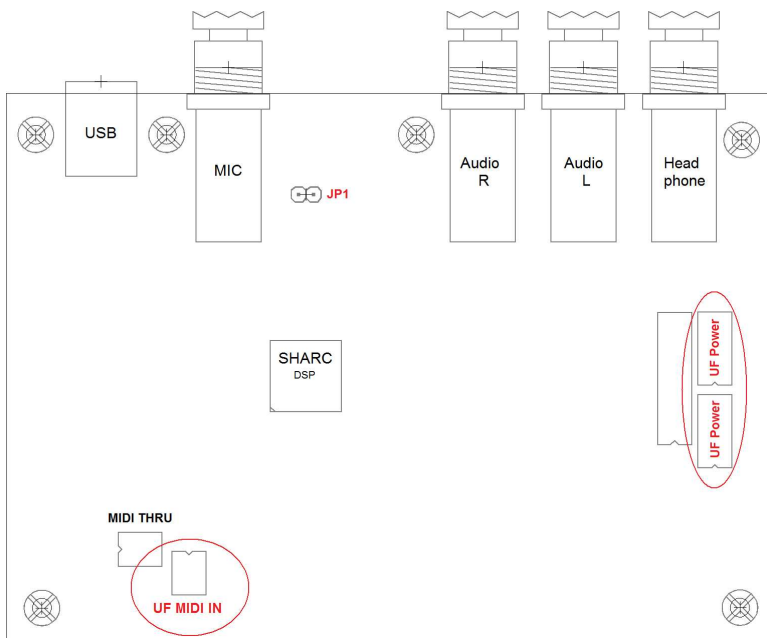 USB
MIC
JP1
Audio
R
Audio
L
Head
phone
UF Power
UF Power
SHARC
DSP
MIDI THRU
UF MIDI IN